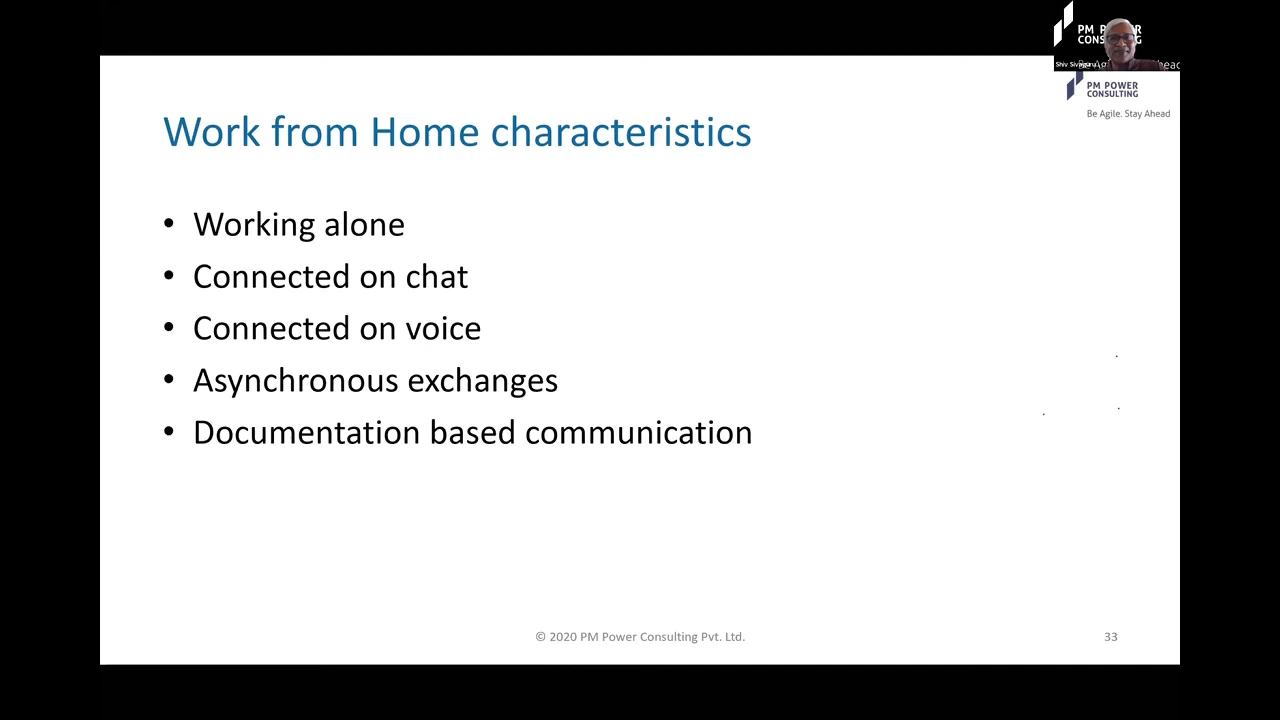 PM POWER
CONSULTING
Be Agile. Stay Ahead
Work from Home characteristics
• Working alone
• Connected on chat
• Connected on voice
• Asynchronous exchanges
• Documentation based communication
© 2020 PM Power Consulting Pvt. Ltd.
33